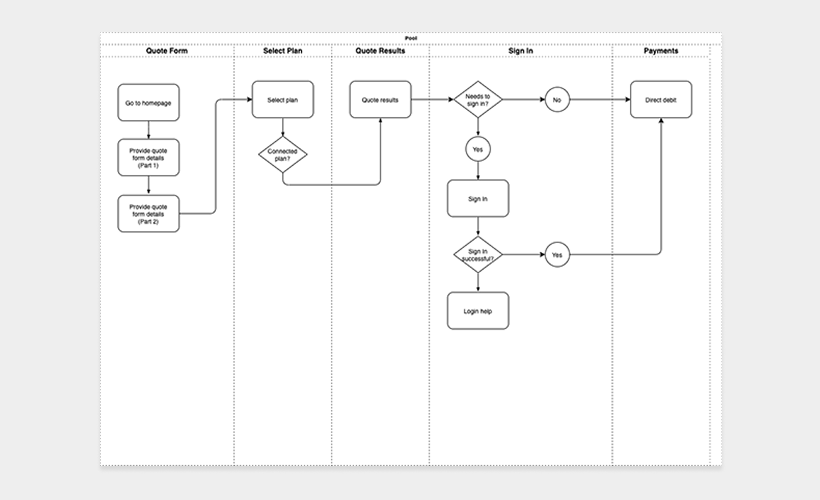 Pool
Quote Form
Select Plan
Quote Results
Sign In
Payments
Go to homepage
Provide quote
form details
(Part 1)
Provide quote
form details
(Part 2)
Select plan
Connected
plan?
Quote results
Needs to
sign in?
No
Yes
Sign In
Sign In
successful?
Yes
Login help
Direct debit